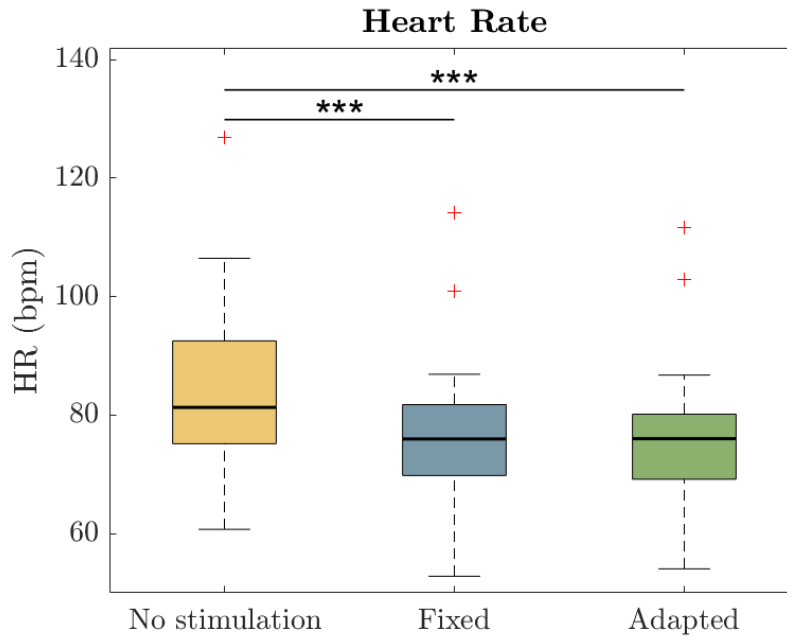 Heart Rate
140
120
100
80
60
HR (bpm)
***
***
No stimulation Fixed Adapted